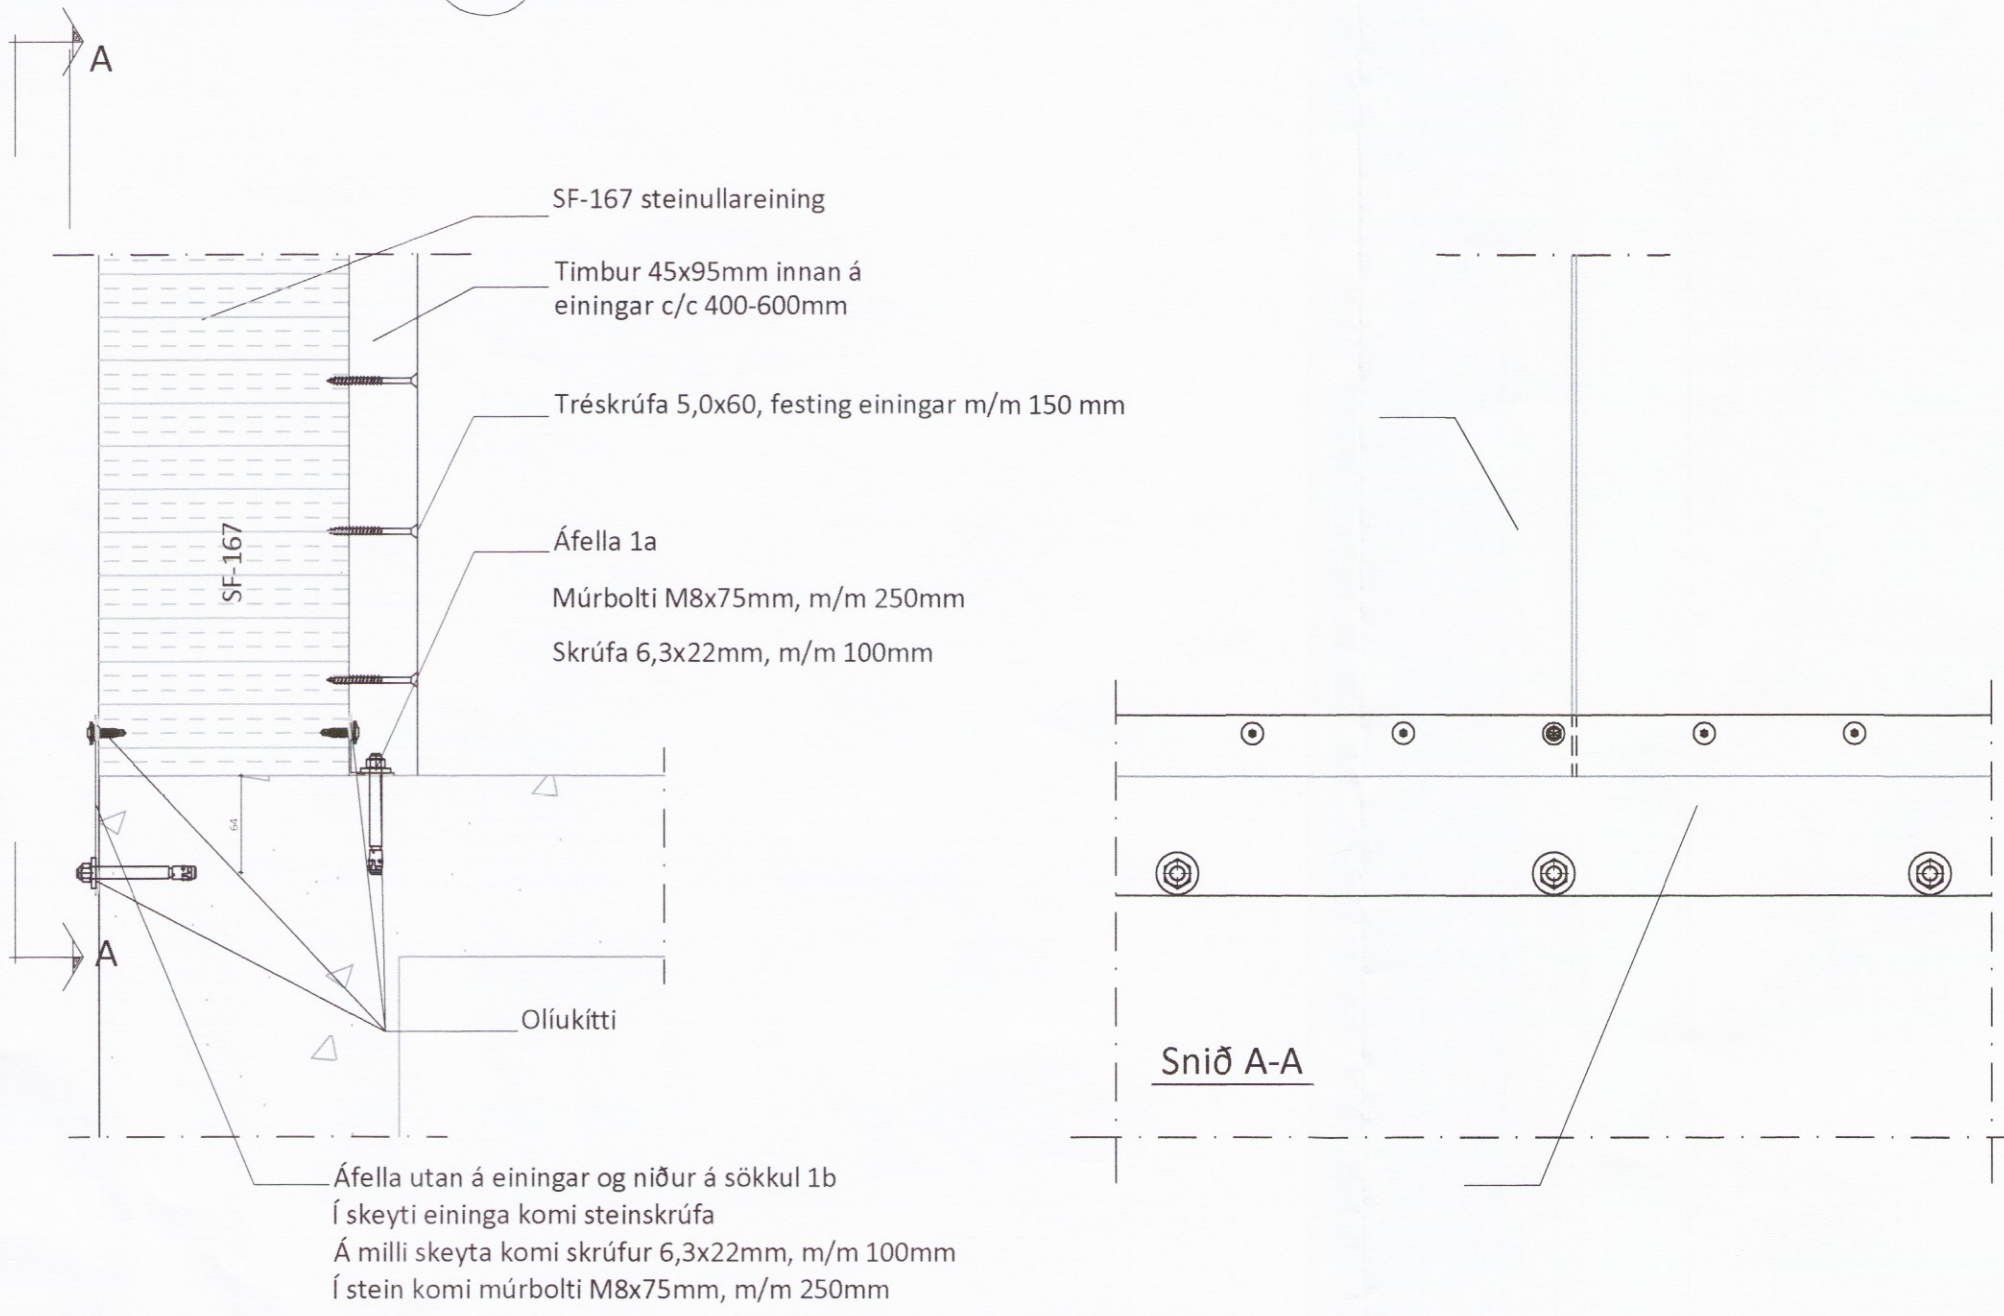 A
SF-167 steinullareining
Timbur 45x95mm innan á
einingar c/c 400-600mm
Tréskrúfa 5,0x60, festing einingar m/m 150 mm
SF-167
Áfella 1a
Múrbolti M8x75mm, m/m 250mm
Skrúfa 6,3x22mm, m/m 100mm
64
A
Olíukítti
Snið A-A
Áfella utan á einingar og niður á sökkul 1b
Í skeyti eininga komi steinskrúfa
Á milli skeyta komi skrúfur 6,3x22mm, m/m 100mm
Í stein komi múrbolti M8x75mm, m/m 250mm